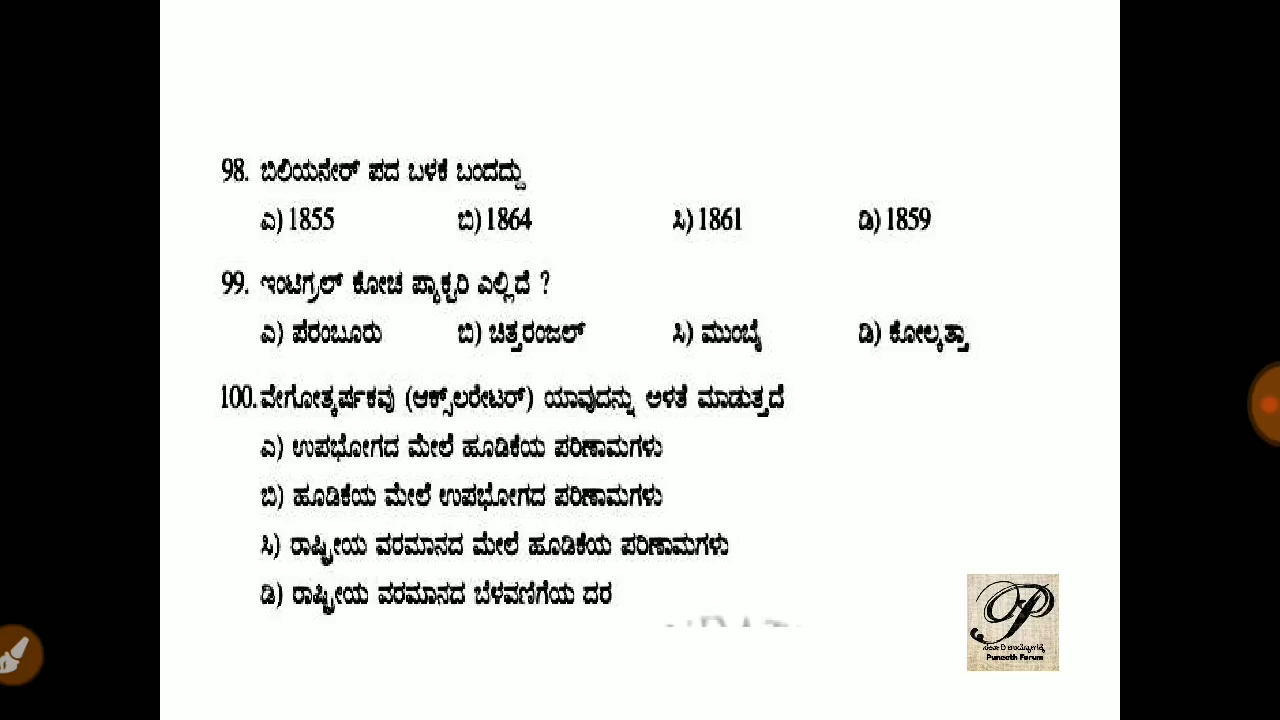 98. ಬಿಲಿಯನೇರ್ ಪದ ಬಳಕೆ ಬಂದದ್ದು
ಎ) 1855 ಬಿ) 1864 ಸಿ) 1861 ಡಿ) 1859
99. ಇಂಟಿಗ್ರಲ್ ಕೋಚ ಪ್ಯಾಕ್ಟರಿ ಎಲ್ಲಿದೆ ?
ಎ) ಪೆರಂಬೂರು ಬಿ) ಚಿತ್ತರಂಜಲ್ ಸಿ) ಮುಂಬೈ ಡಿ) ಕೋಲ್ಕತ್ತಾ
100. ವೇಗೋತ್ಕರ್ಷಕವು (ಆಕ್ಸಲರೇಟರ್) ಯಾವುದನ್ನು ಅಳತೆ ಮಾಡುತ್ತದೆ
ಎ) ಉಪಭೋಗದ ಮೇಲೆ ಹೂಡಿಕೆಯ ಪರಿಣಾಮಗಳು
ಬಿ) ಹೂಡಿಕೆಯ ಮೇಲೆ ಉಪಭೋಗದ ಪರಿಣಾಮಗಳು
ಸಿ) ರಾಷ್ಟ್ರೀಯ ವರಮಾನದ ಮೇಲೆ ಹೂಡಿಕೆಯ ಪರಿಣಾಮಗಳು
ಡಿ) ರಾಷ್ಟ್ರೀಯ ವರಮಾನದ ಬೆಳವಣಿಗೆಯ ದರ
P
Puneeth Forum